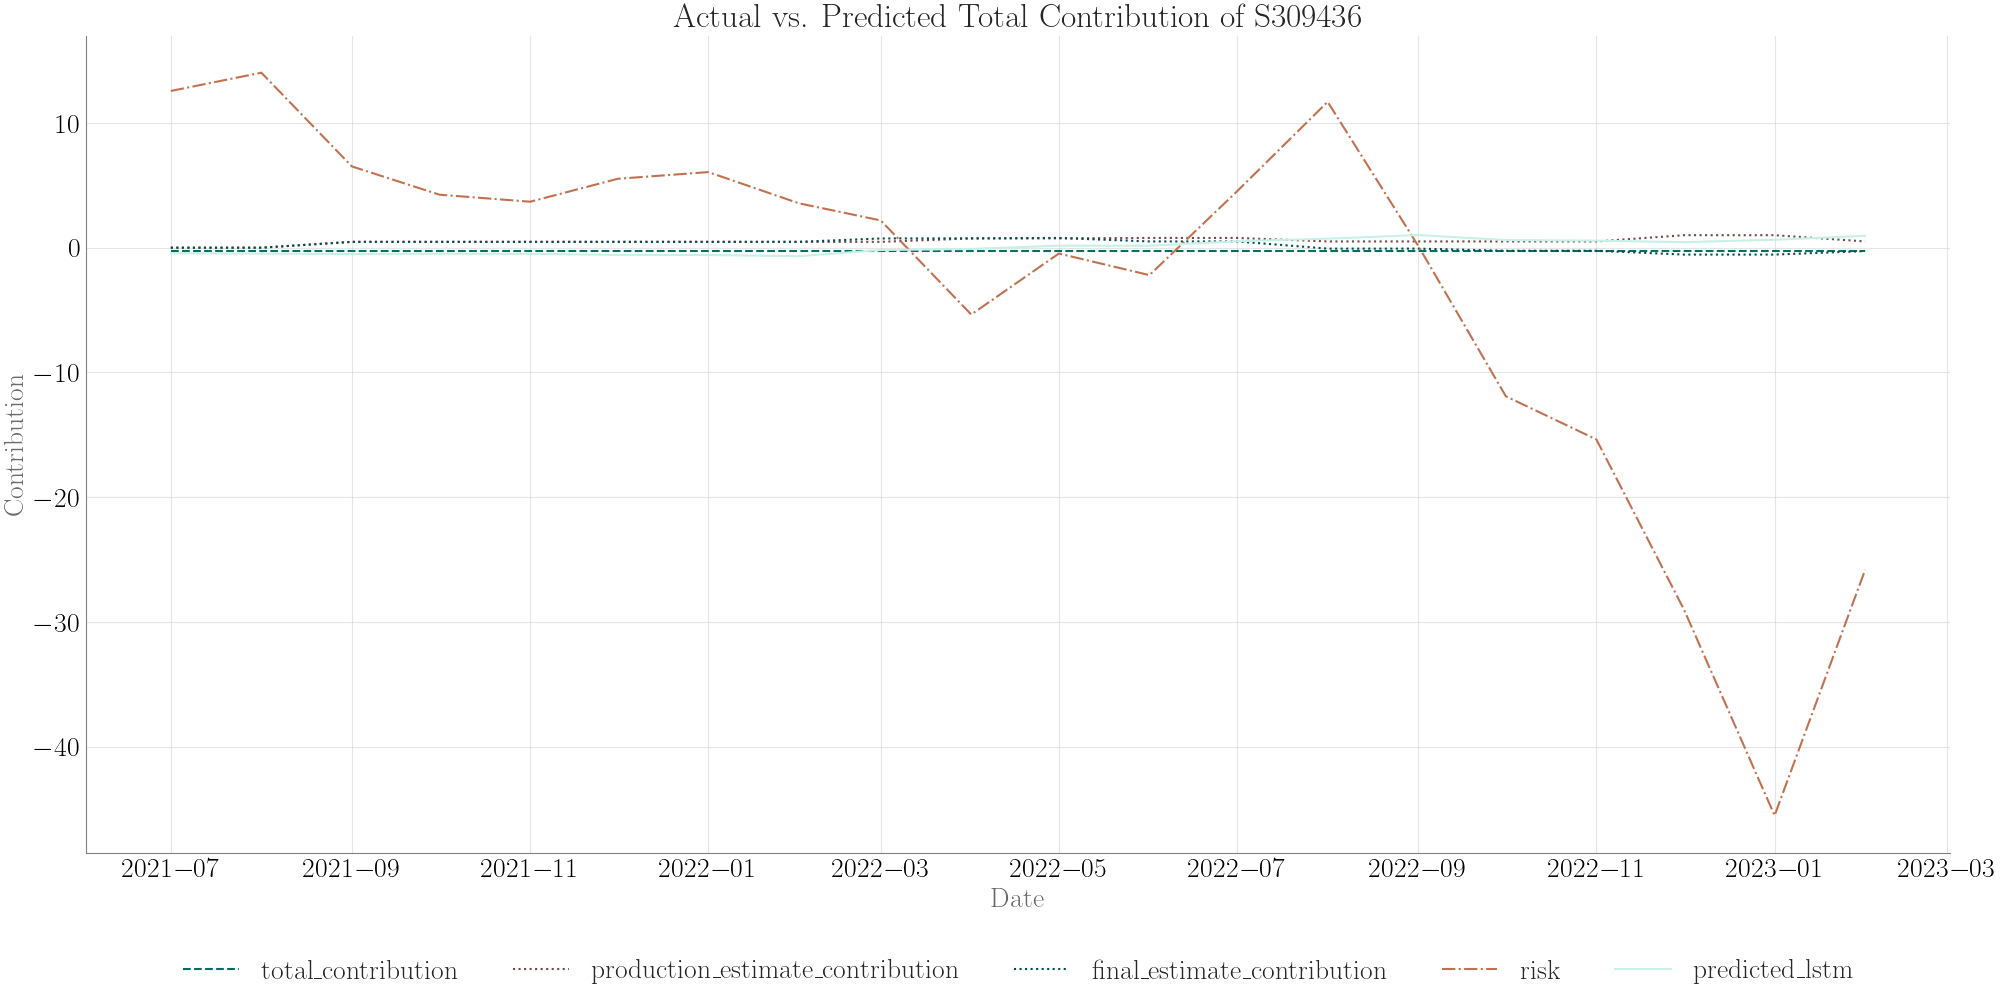 Actual vs. Predicted Total Contribution of S309436
Contribution
10
0
−10
−20
−30
−40
2021−07 2021−09 2021−11 2022−01 2022−03 2022−05 2022−07 2022−09 2022−11 2023−01 2023−03
Date
total_contribution production_estimate_contribution final_estimate_contribution risk predicted_lstm